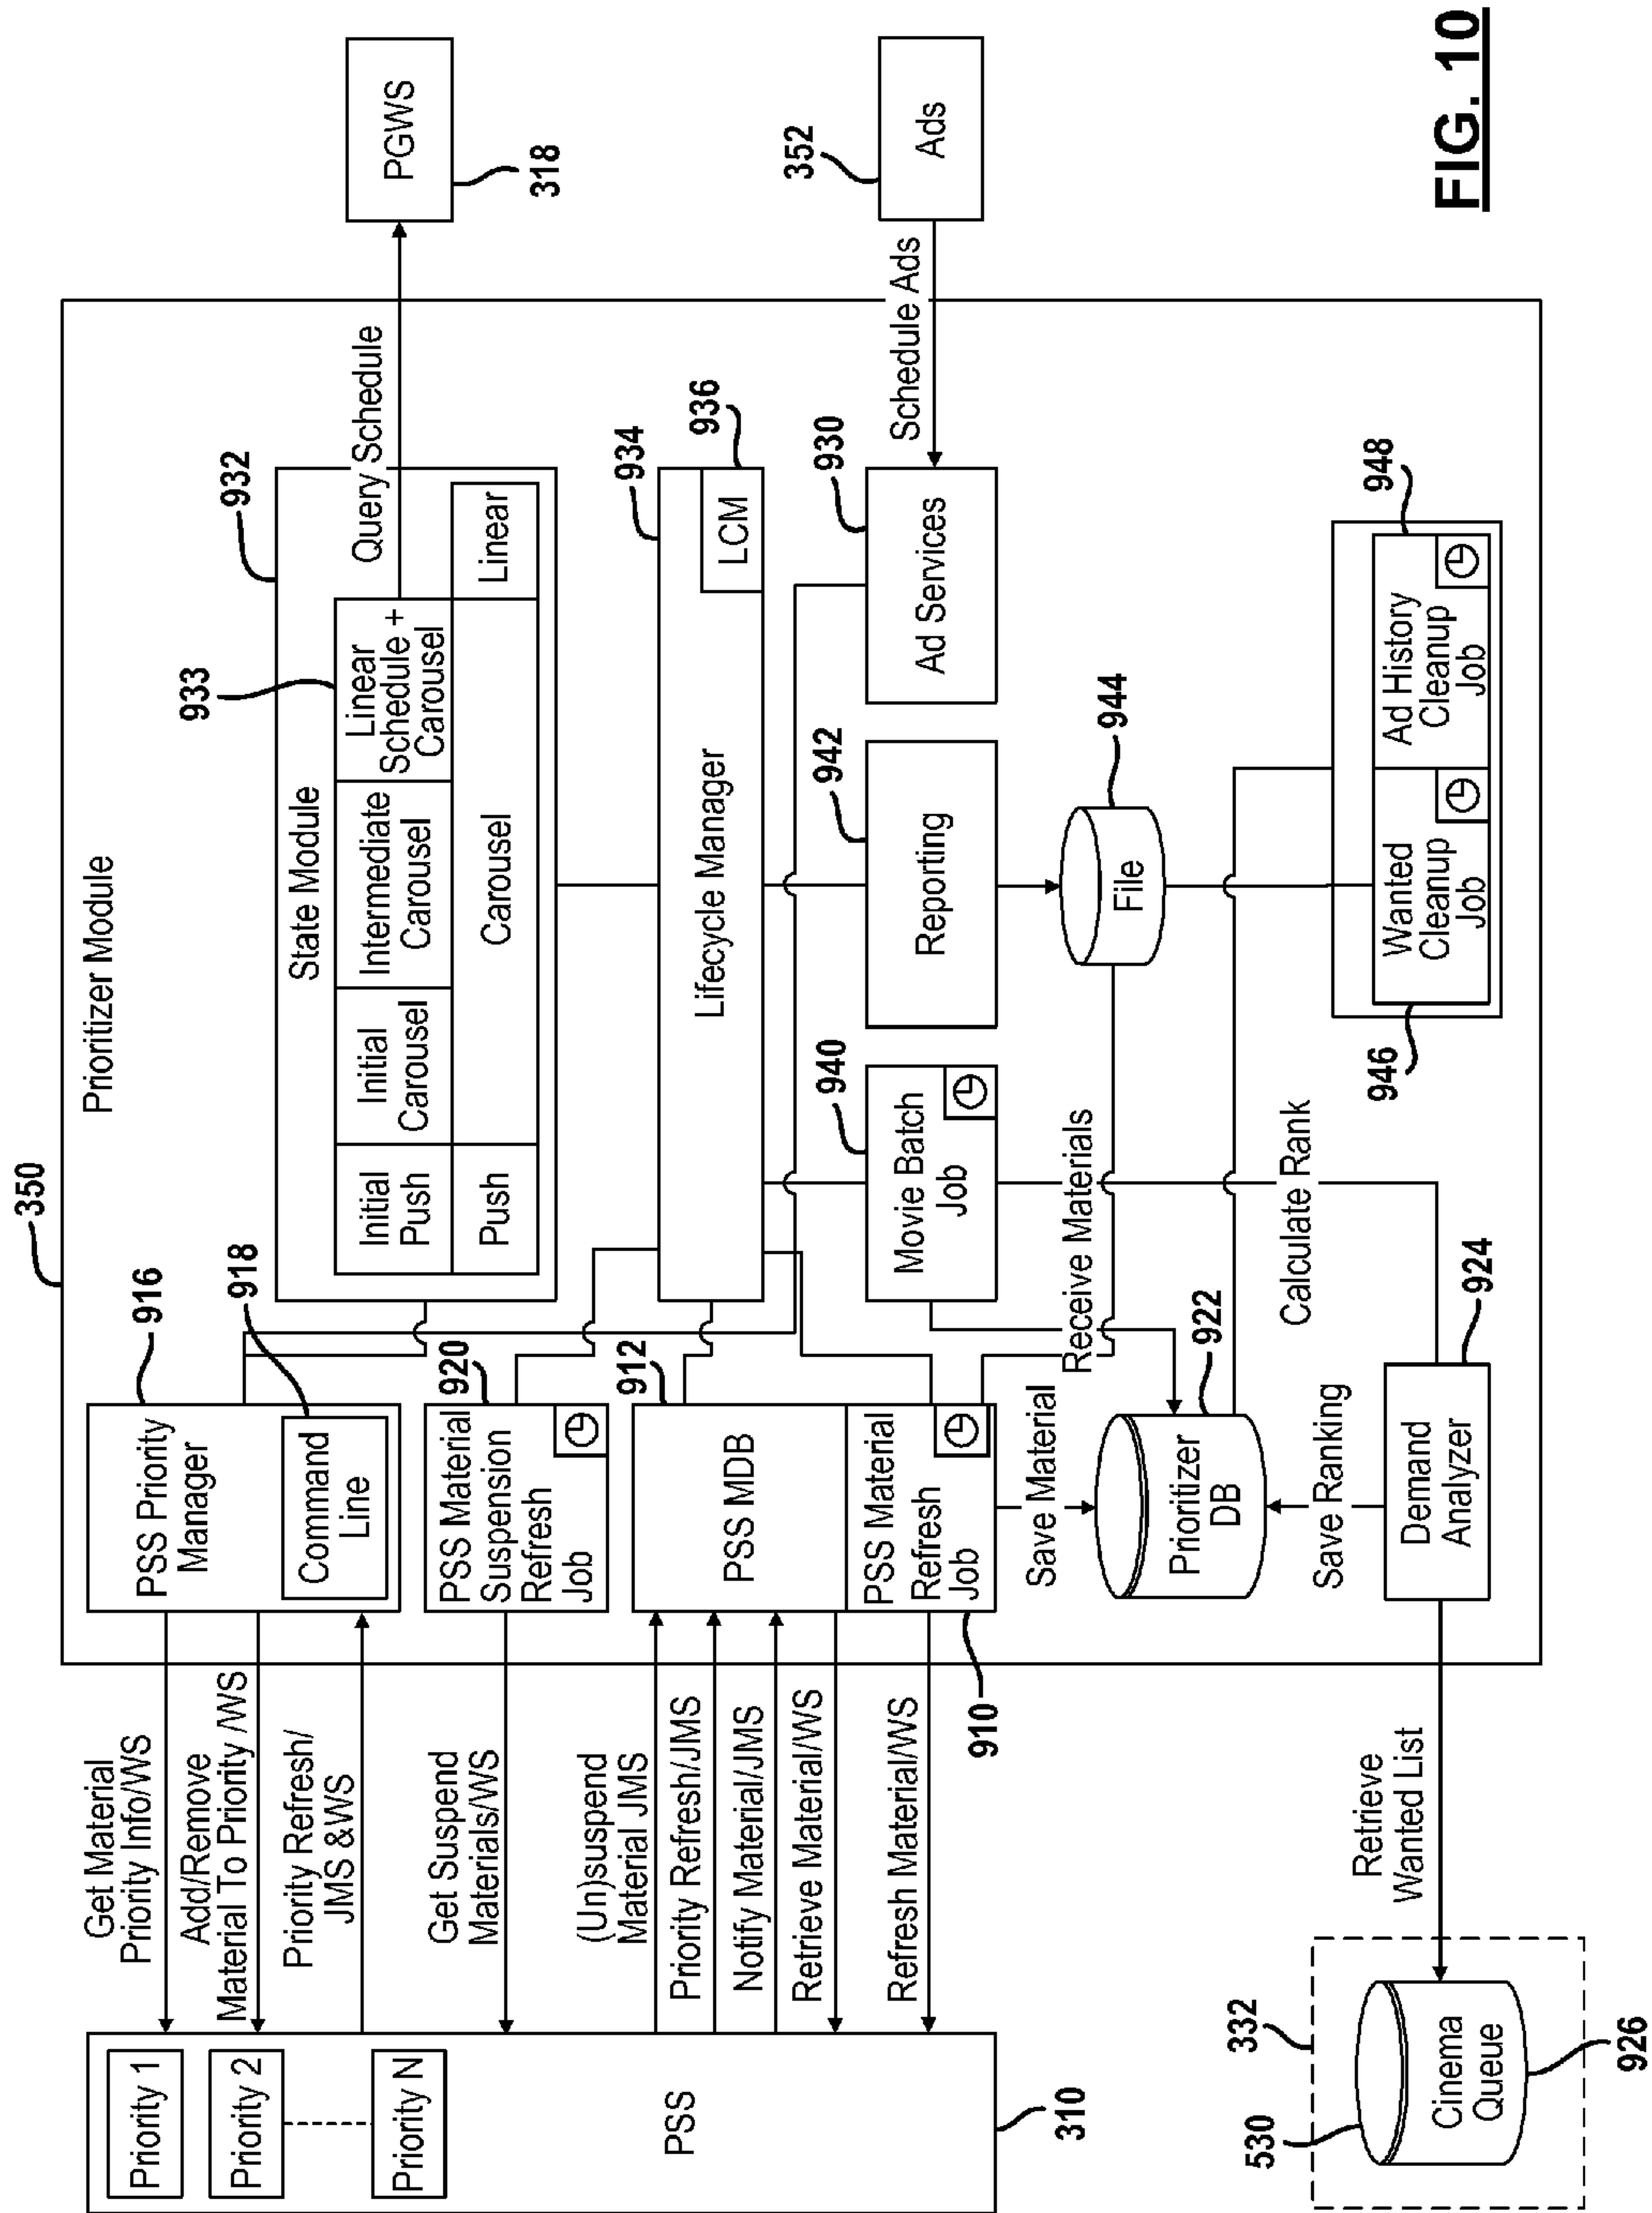 350
Prioritizer Module
Priority 1
Priority 2
Priority N
PSS
310
Get Material
Priority Info/WS
Add/Remove
Material To Priority /WS
Priority Refresh/
JMS &WS
Get Suspend
Materials/WS
(Un)suspend
Material JMS
Priority Refresh/JMS
Notify Material/JMS
Retrieve Material/WS
Refresh Material/WS
910
PSS Priority
Manager
916
Command
Line
918
PSS Material
Suspension
Refresh
Job
920
PSS MDB
912
PSS Material
Refresh
Job
State Module
932
933
Initial
Push
Initial
Carousel
Intermediate
Carousel
Linear
Schedule +
Carousel
Push
Carousel
Linear
Query Schedule
PGWS
318
Lifecycle Manager
934
LCM
936
Movie Batch
Job
940
Reporting
942
Ad Services
930
Schedule Ads
Ads
352
File
944
Receive Materials
Save Material
Prioritizer
DB
922
Save Ranking
Calculate Rank
Demand
Analyzer
924
Wanted
Cleanup
Job
946
Ad History
Cleanup
Job
948
Retrieve
Wanted List
332
530
Cinema
Queue
926
FIG. 10